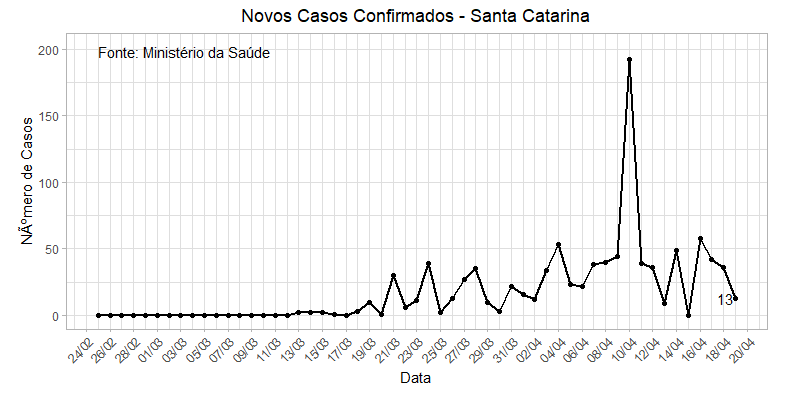 Novos Casos Confirmados - Santa Catarina
Fonte: Ministério da Saúde
200
150
100
50
0
NÃºmero de Casos
13
24/02 26/02 28/02 01/03 03/03 05/03 07/03 09/03 11/03 13/03 15/03 17/03 19/03 21/03 23/03 25/03 27/03 29/03 31/03 02/04 04/04 06/04 08/04 10/04 12/04 14/04 16/04 18/04 20/04
Data